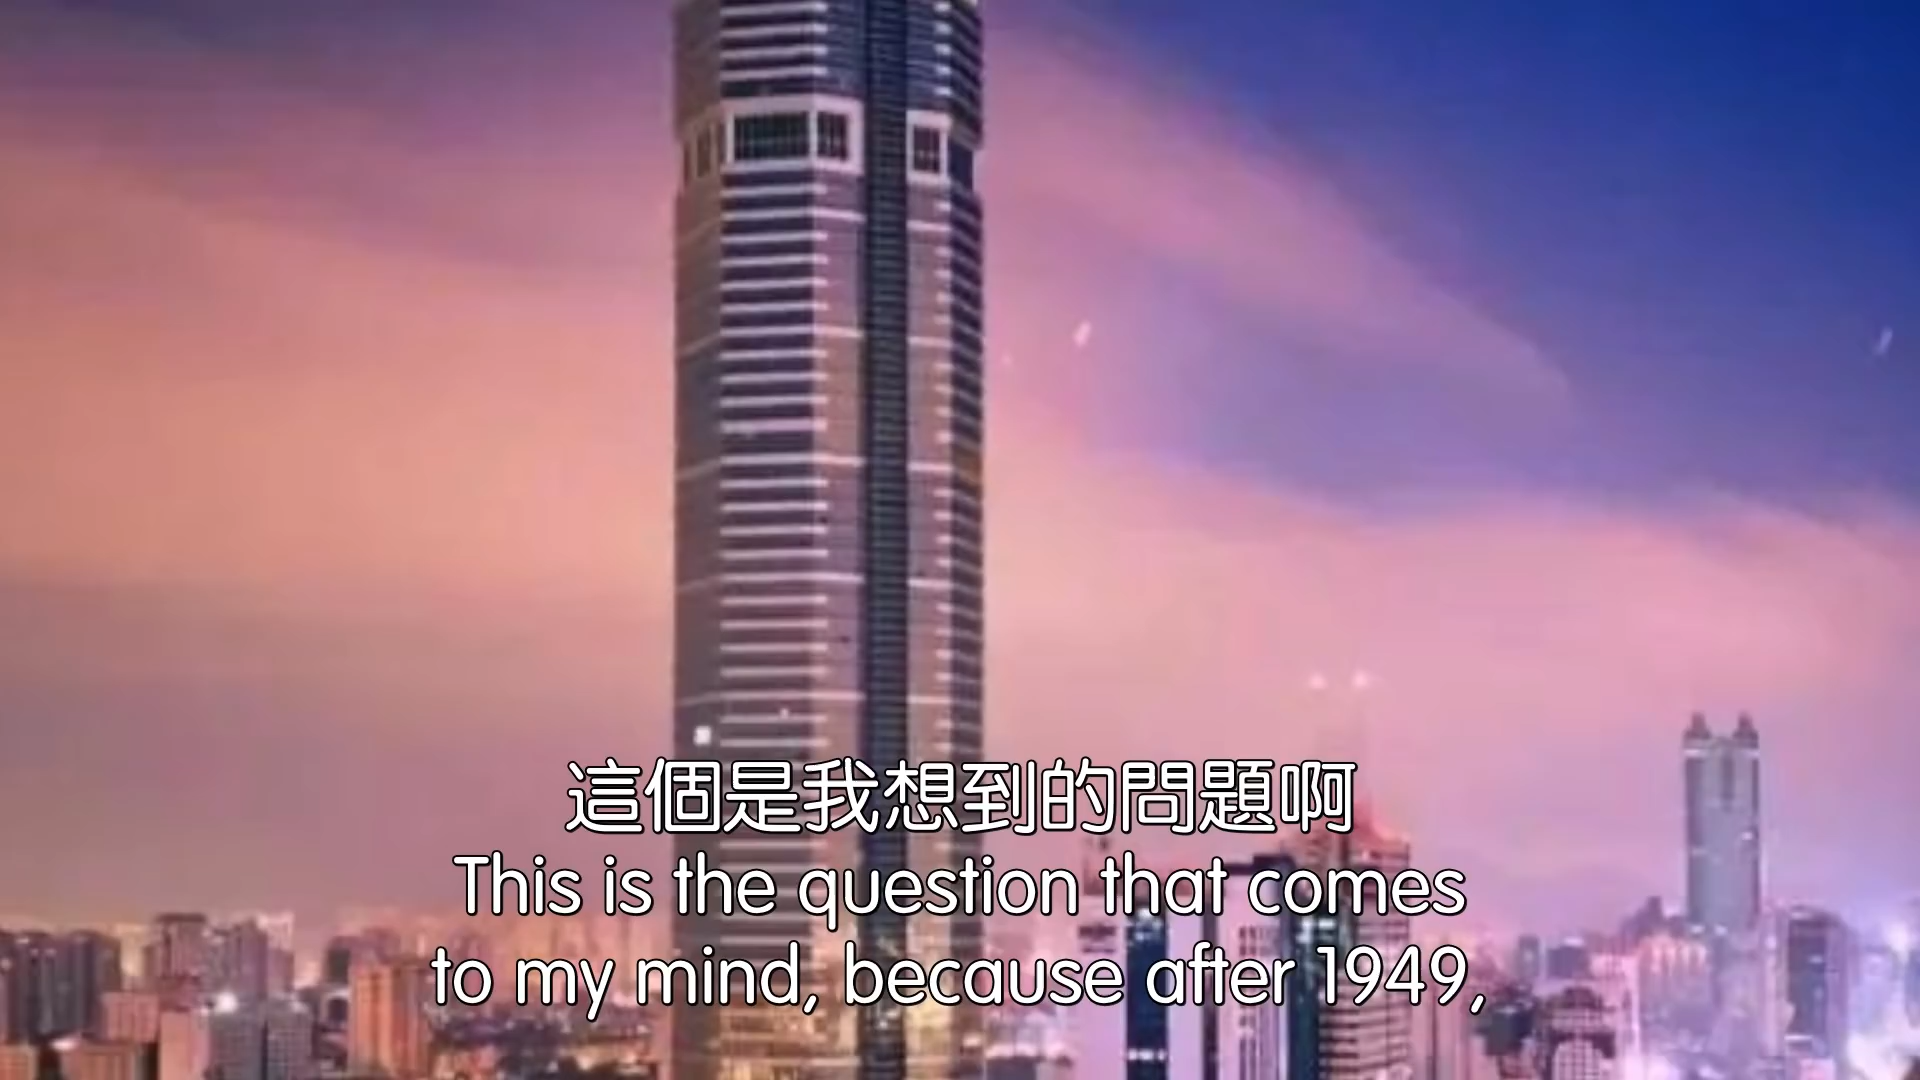 這個是我想到的問題啊
This is the question that comes
to my mind, because after 1949,